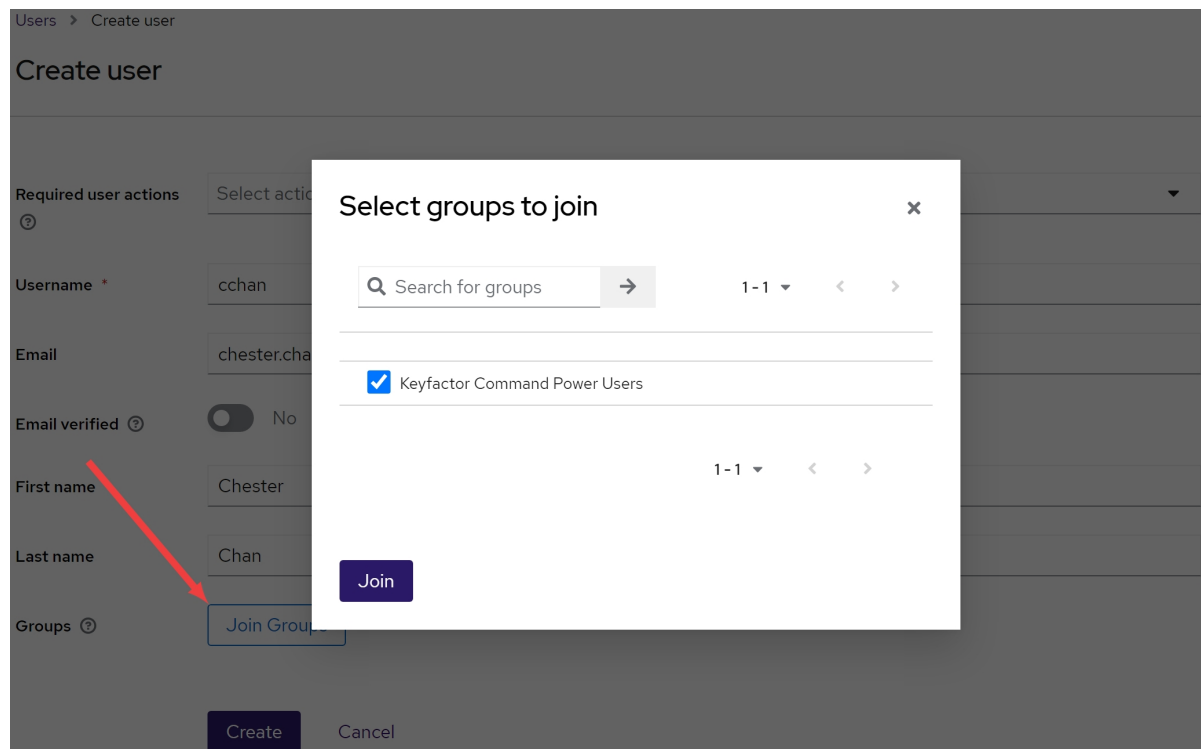 Users > Create user
Create user
Required user actions
Select actio
Select groups to join
Search for groups
1-1
Username *
cchan
Email
chester.cha
Keyfactor Command Power Users
Email verified
No
1-1
First name
Chester
Last name
Chan
Join
Groups
Join Groups
Create
Cancel